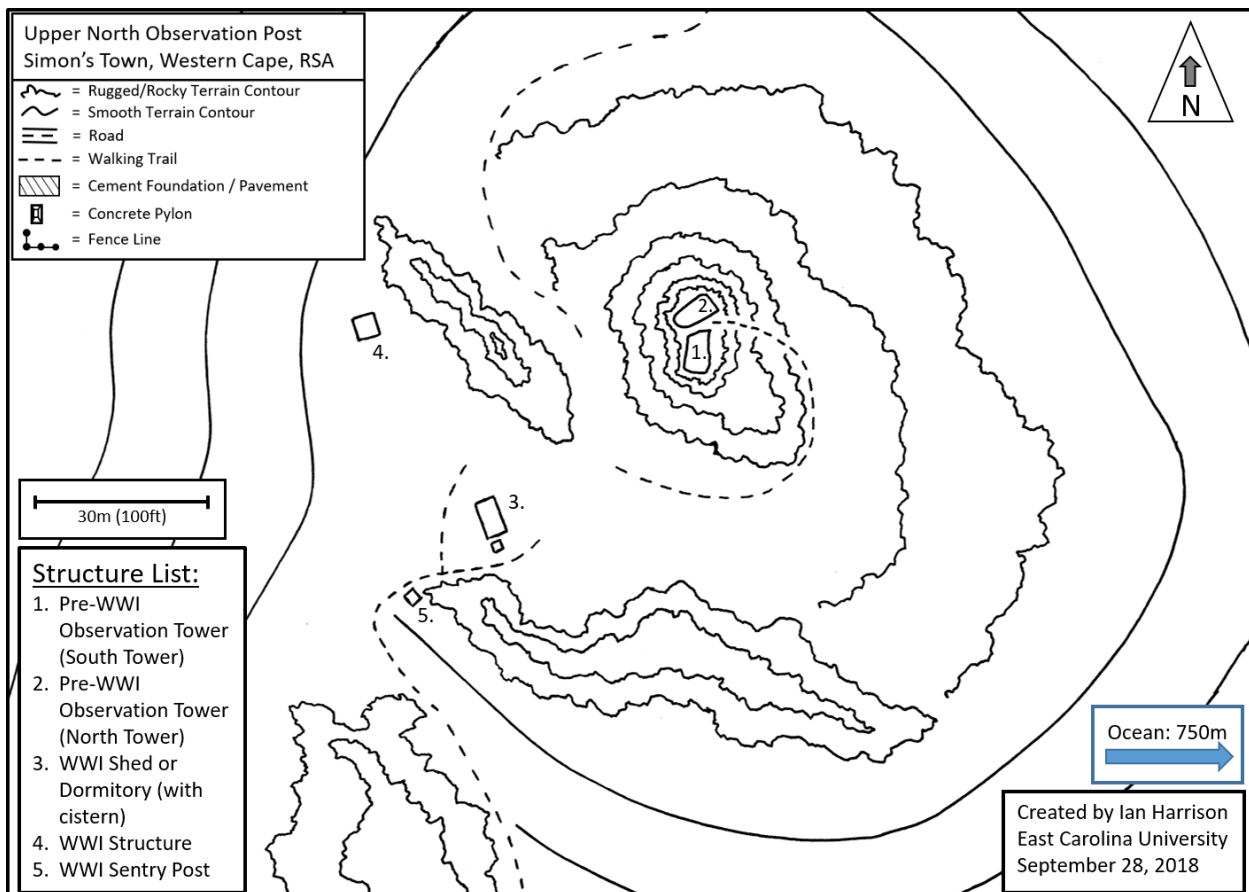 Upper North Observation Post
Simon's Town, Western Cape, RSA
= Rugged/Rocky Terrain Contour
= Smooth Terrain Contour
= Road
= Walking Trail
= Cement Foundation / Pavement
= Concrete Pylon
= Fence Line
N
2.
1.
4.
3.
5.
30m (100ft)
Structure List:
1. Pre-WWI
Observation Tower
(South Tower)
2. Pre-WWI
Observation Tower
(North Tower)
3. WWI Shed or
Dormitory (with
cistern)
4. WWI Structure
5. WWI Sentry Post
Ocean: 750m
Created by Ian Harrison
East Carolina University
September 28, 2018